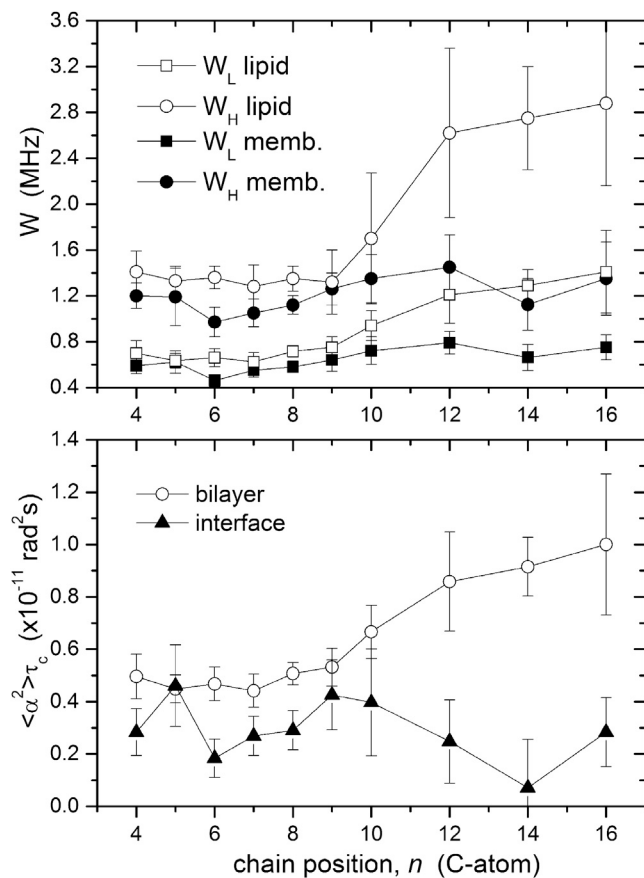 3.6
3.2
2.8
2.4
2.0
1.6
1.2
0.8
0.4
W (MHz)
W_L lipid
W_H lipid
W_L memb.
W_H memb.
4 6 8 10 12 14 16
1.4
1.2
1.0
0.8
0.6
0.4
0.2
0.0
<α²>τ_c (x10⁻¹¹ rad²s)
bilayer
interface
4 6 8 10 12 14 16
chain position, n (C-atom)